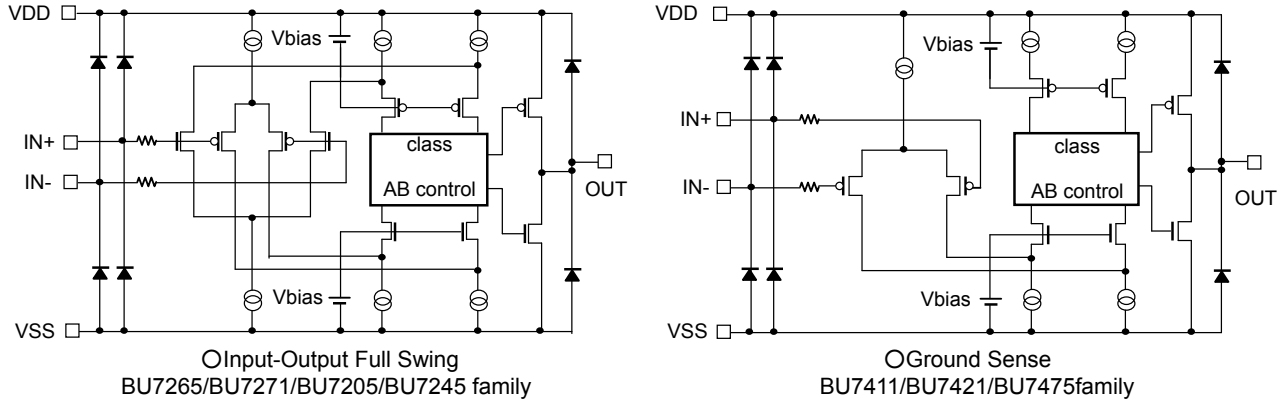 VDD
Vbias
IN+
IN-
class
AB control
OUT
Vbias
VSS
○Input-Output Full Swing
BU7265/BU7271/BU7205/BU7245 family
VDD
Vbias
IN+
IN-
class
AB control
OUT
Vbias
VSS
○Ground Sense
BU7411/BU7421/BU7475family